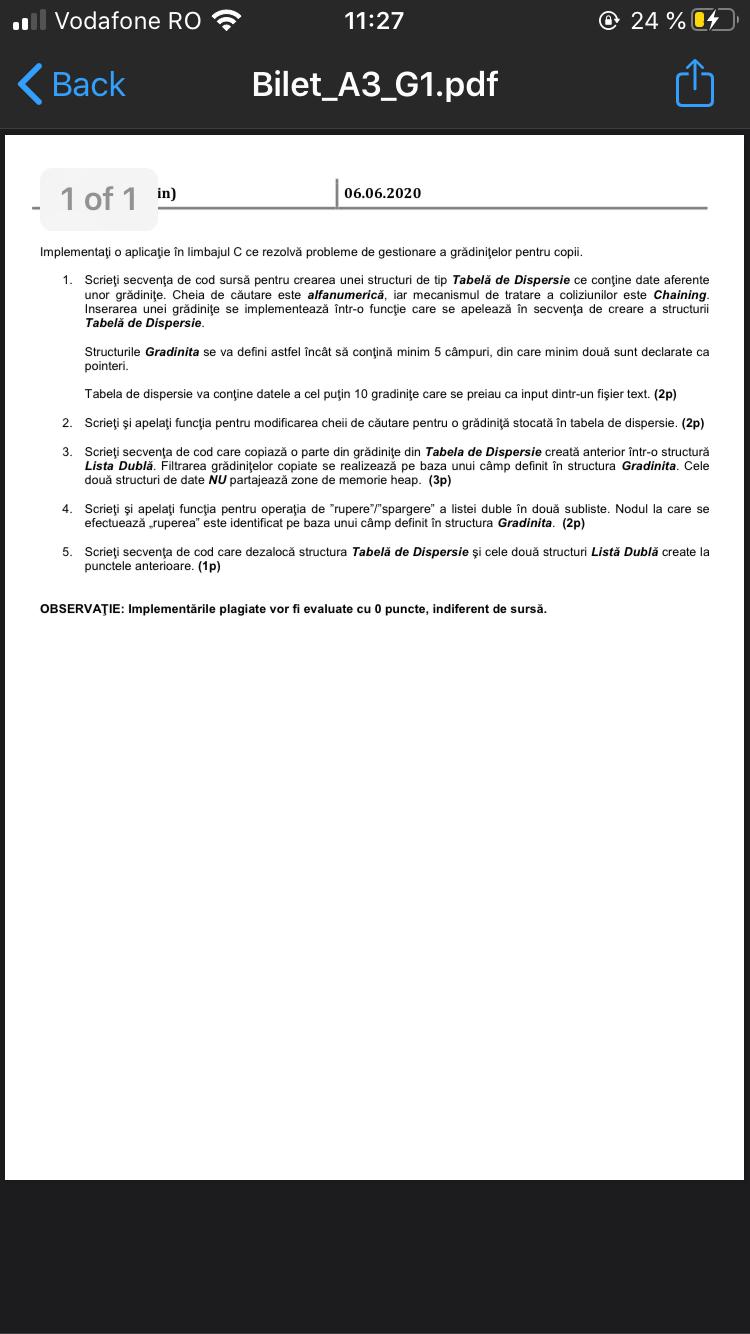 Vodafone RO 11:27 24 %
Back Bilet_A3_G1.pdf
1 of 1 in) 06.06.2020
Implementaţi o aplicaţie în limbajul C ce rezolvă probleme de gestionare a grădiniţelor pentru copii.
1. Scrieţi secvenţa de cod sursă pentru crearea unei structuri de tip Tabelă de Dispersie ce conţine date aferente
unor grădiniţe. Cheia de căutare este alfanumerică, iar mecanismul de tratare a coliziunilor este Chaining.
Inserarea unei grădiniţe se implementează într-o funcţie care se apelează în secvenţa de creare a structurii
Tabelă de Dispersie.
Structurile Gradinita se va defini astfel încât să conţină minim 5 câmpuri, din care minim două sunt declarate ca
pointeri.
Tabela de dispersie va conţine datele a cel puţin 10 gradiniţe care se preiau ca input dintr-un fişier text. (2p)
2. Scrieţi şi apelaţi funcţia pentru modificarea cheii de căutare pentru o grădiniţă stocată în tabela de dispersie. (2p)
3. Scrieţi secvenţa de cod care copiază o parte din grădiniţe din Tabela de Dispersie creată anterior într-o structură
Lista Dublă. Filtrarea grădiniţelor copiate se realizează pe baza unui câmp definit în structura Gradinita. Cele
două structuri de date NU partajează zone de memorie heap. (3p)
4. Scrieţi şi apelaţi funcţia pentru operaţia de ”rupere”/”spargere” a listei duble în două subliste. Nodul la care se
efectuează „ruperea” este identificat pe baza unui câmp definit în structura Gradinita. (2p)
5. Scrieţi secvenţa de cod care dezalocă structura Tabelă de Dispersie şi cele două structuri Listă Dublă create la
punctele anterioare. (1p)
OBSERVAŢIE: Implementările plagiate vor fi evaluate cu 0 puncte, indiferent de sursă.